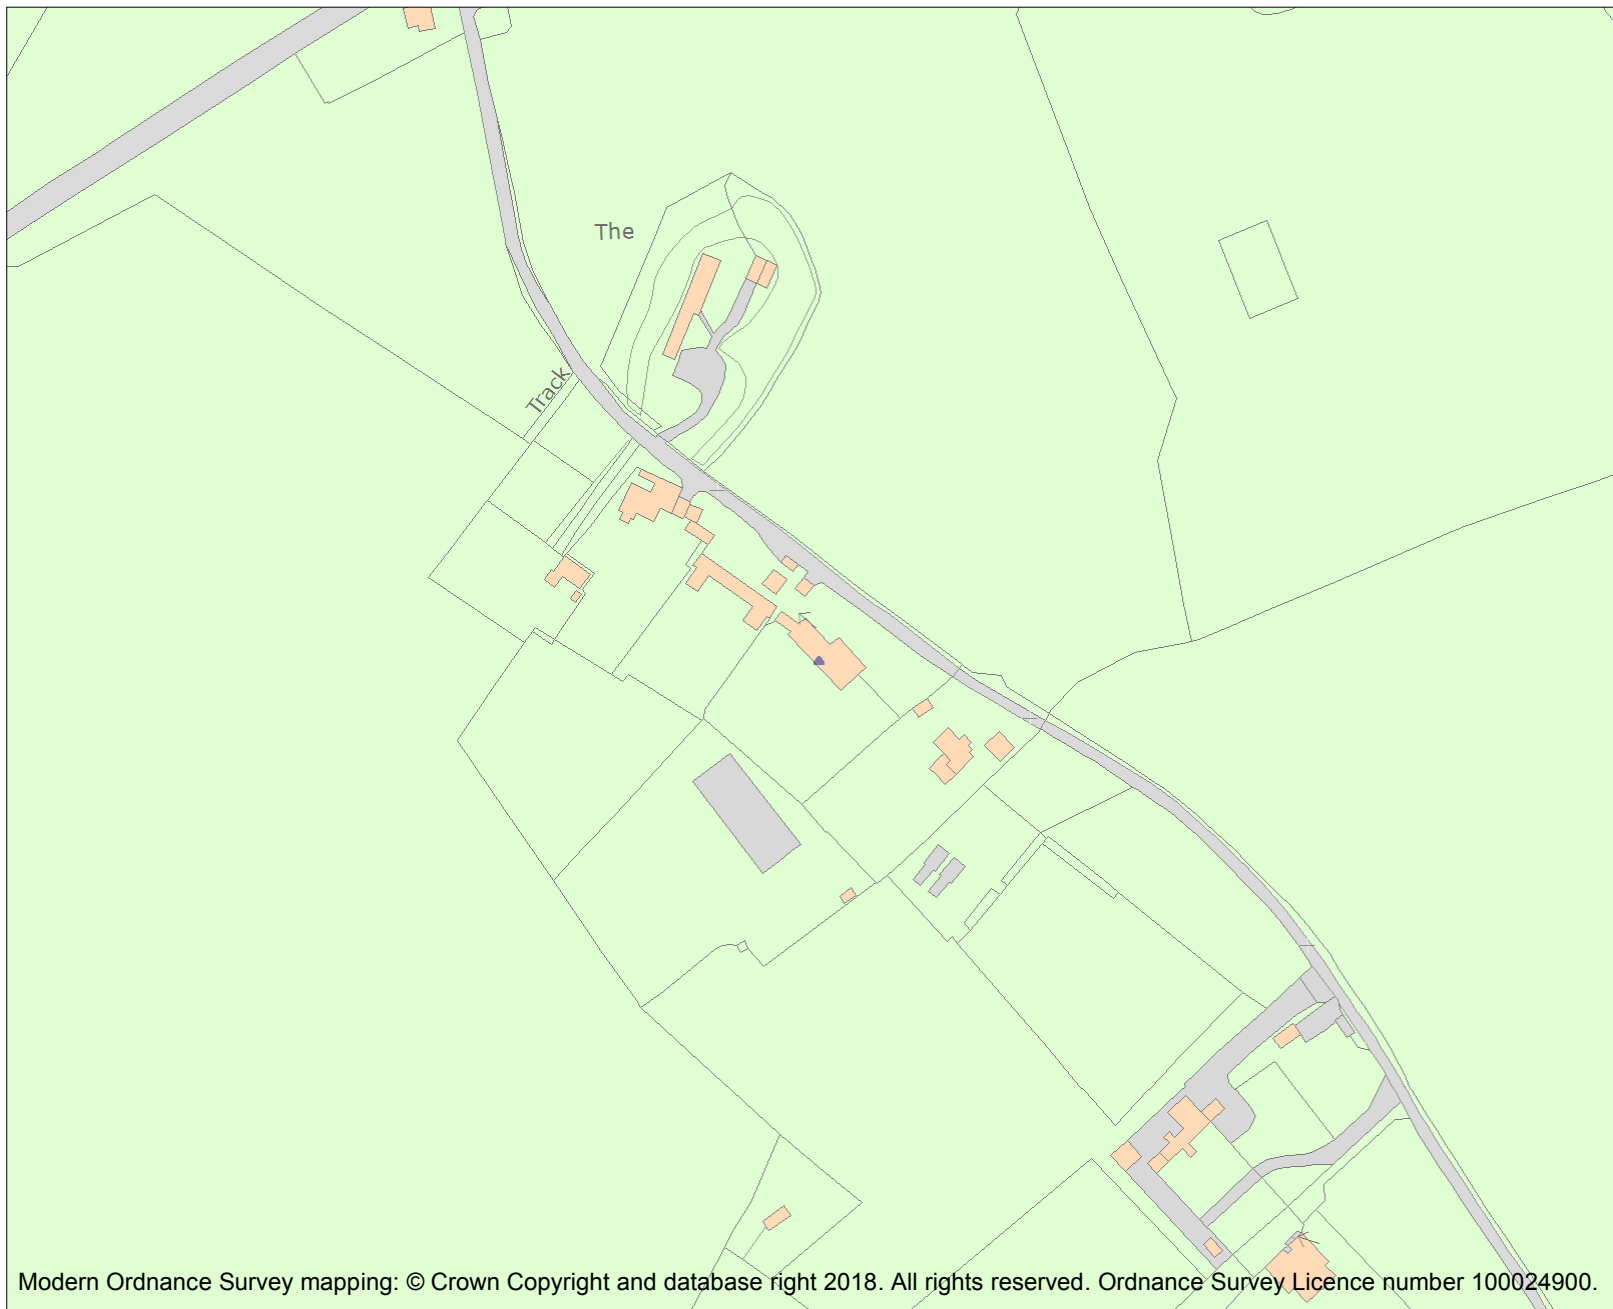 The
Track
Modern Ordnance Survey mapping: © Crown Copyright and database right 2018. All rights reserved. Ordnance Survey Licence number 100024900.